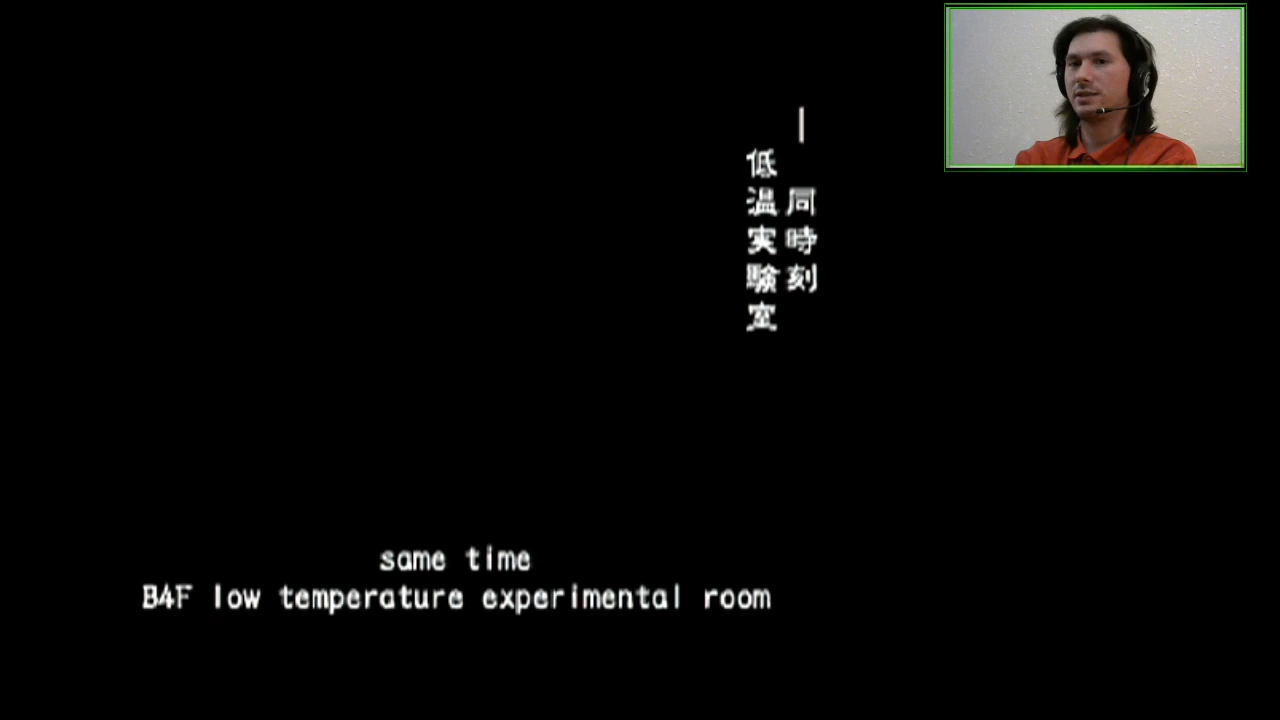 同時刻
低温実験室
same time
B4F low temperature experimental room